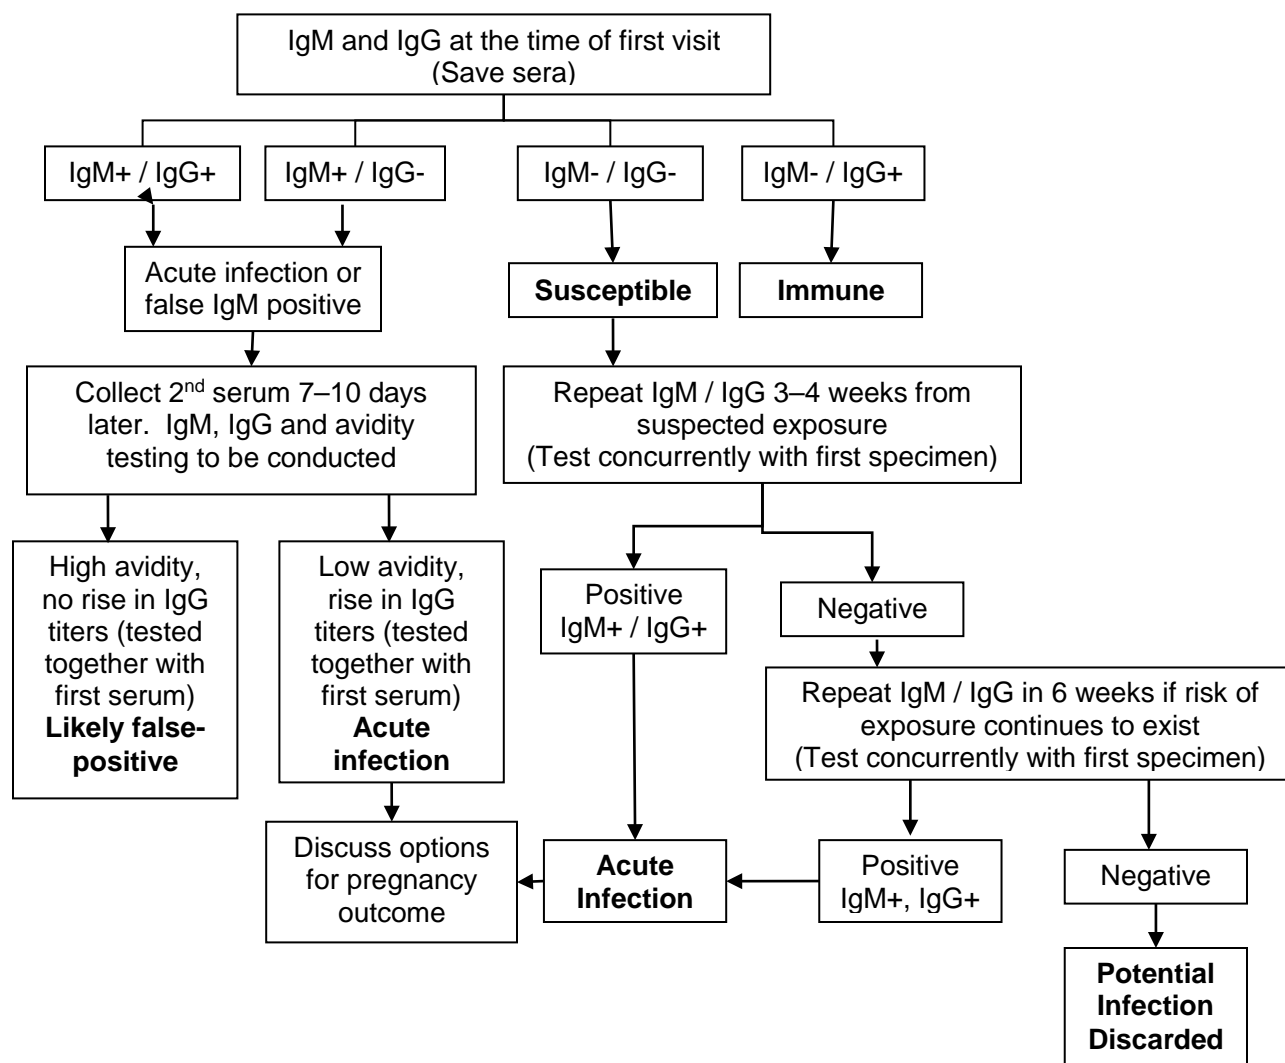 IgM and IgG at the time of first visit
(Save sera)
IgM+ / IgG+
IgM+ / IgG-
IgM- / IgG-
IgM- / IgG+
Acute infection or
false IgM positive
Susceptible
Immune
Collect 2nd serum 7–10 days
later.  IgM, IgG and avidity
testing to be conducted
Repeat IgM / IgG 3–4 weeks from
suspected exposure
(Test concurrently with first specimen)
High avidity,
no rise in IgG
titers (tested
together with
first serum)
Likely false-
positive
Low avidity,
rise in IgG
titers (tested
together with
first serum)
Acute
infection
Positive
IgM+ / IgG+
Negative
Repeat IgM / IgG in 6 weeks if risk of
exposure continues to exist
(Test concurrently with first specimen)
Discuss options
for pregnancy
outcome
Acute
Infection
Positive
IgM+, IgG+
Negative
Potential
Infection
Discarded